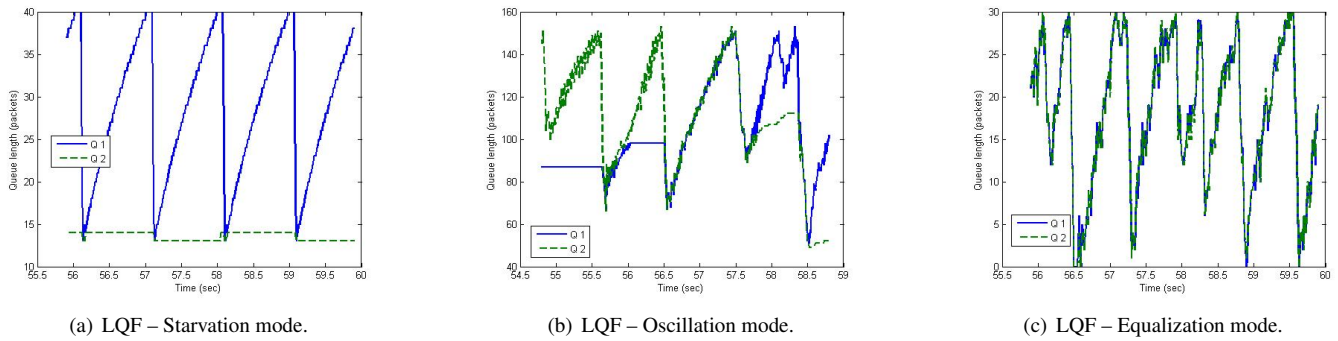 40
35
30
25
20
15
10
Queue length (packets)
Q 1
Q 2
55.5 56 56.5 57 57.5 58 58.5 59 59.5 60
Time (sec)
(a) LQF – Starvation mode.
160
140
120
100
80
60
40
Queue length (packets)
Q 1
Q 2
54.5 55 55.5 56 56.5 57 57.5 58 58.5 59
Time (sec)
(b) LQF – Oscillation mode.
30
25
20
15
10
5
0
Queue length (packets)
Q 1
Q 2
55.5 56 56.5 57 57.5 58 58.5 59 59.5 60
Time (sec)
(c) LQF – Equalization mode.